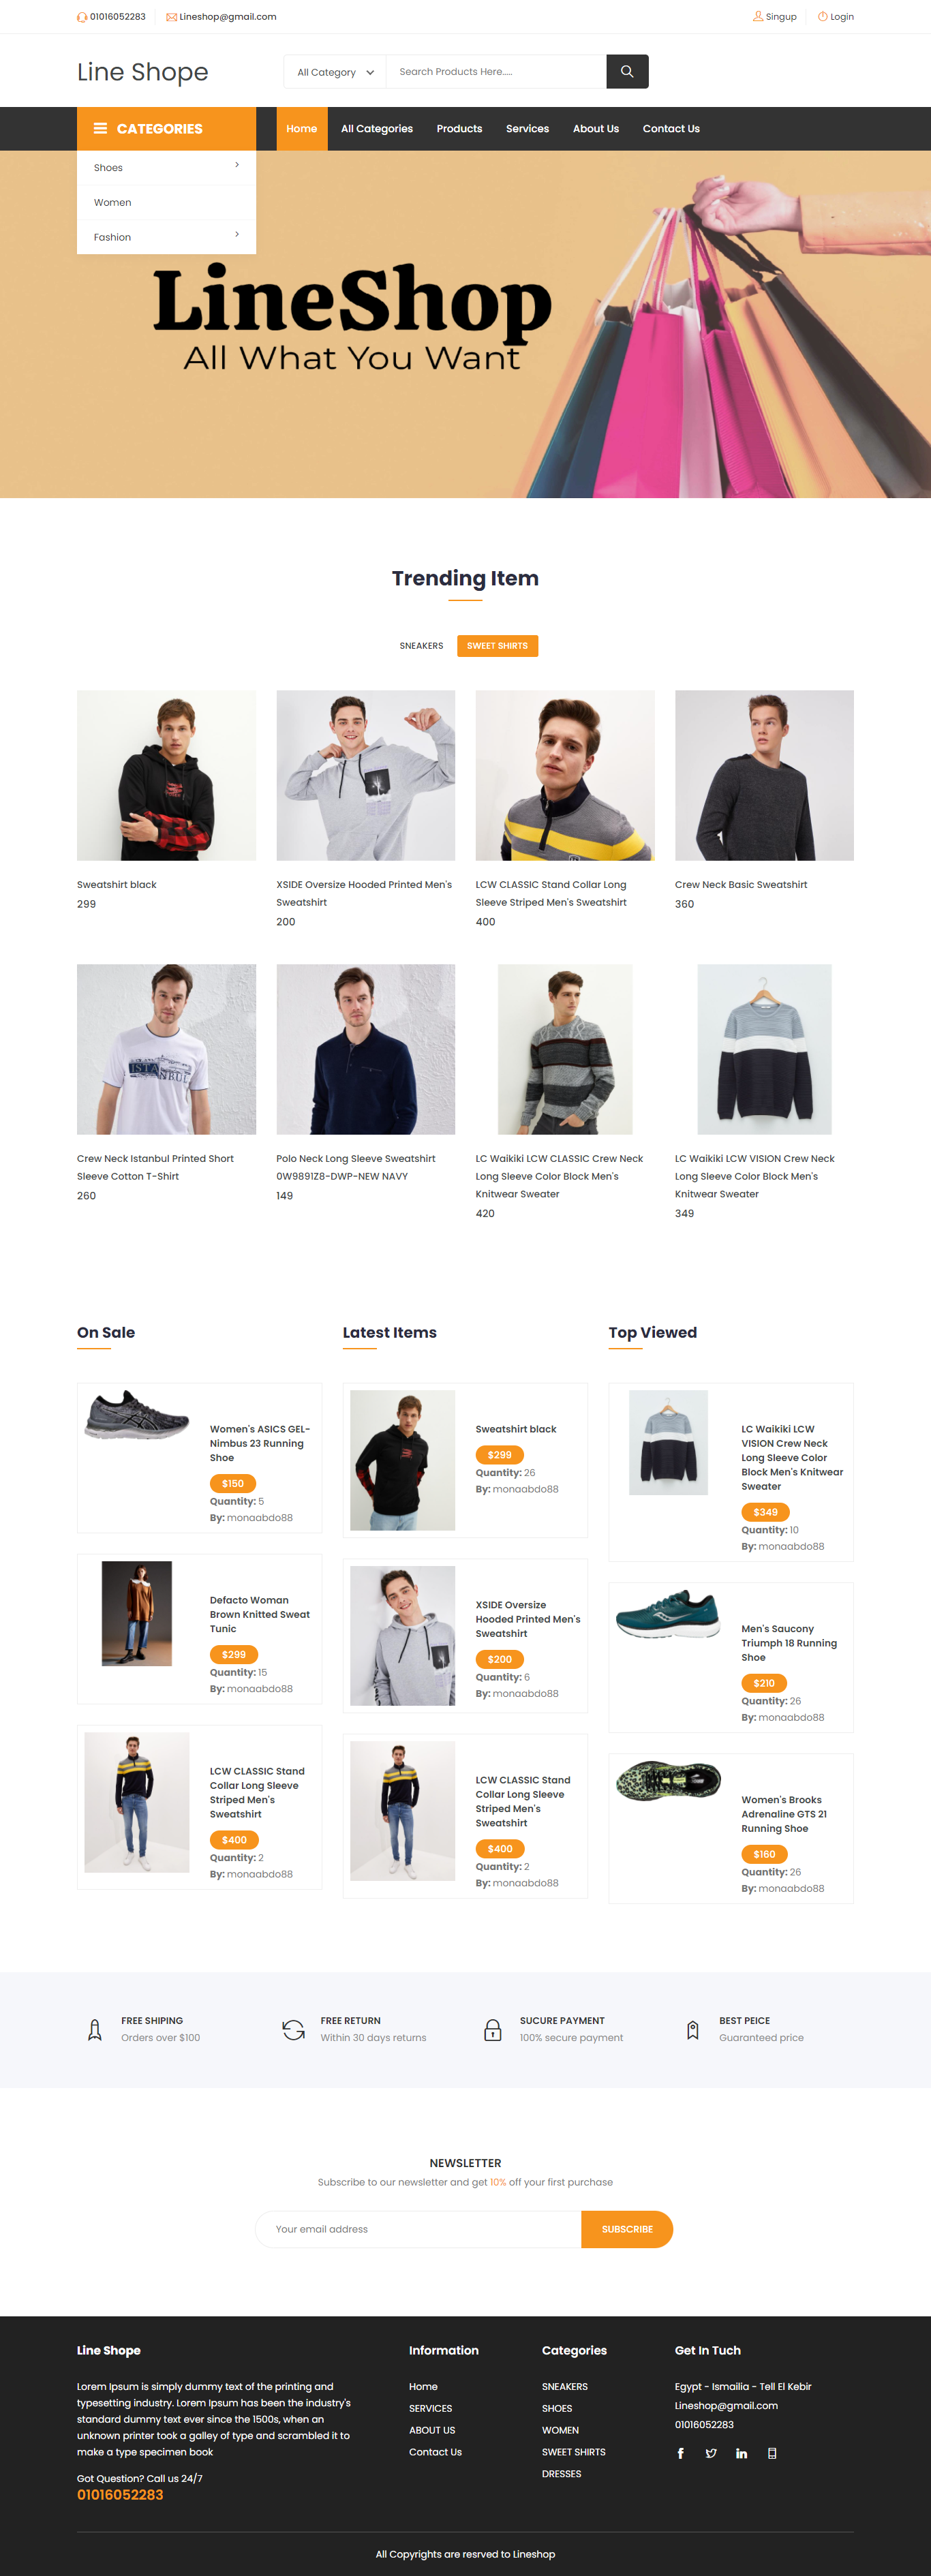 01016052283
Lineshop@gmail.com
Singup
Login
Line Shope
All Category
Search Products Here.....
CATEGORIES
Home
All Categories
Products
Services
About Us
Contact Us
Shoes
Women
Fashion
LineShop
All What You Want
Trending Item
SNEAKERS
SWEET SHIRTS
Sweatshirt black
299
XSIDE Oversize Hooded Printed Men's
Sweatshirt
200
LCW CLASSIC Stand Collar Long
Sleeve Striped Men's Sweatshirt
400
Crew Neck Basic Sweatshirt
360
ISTANBUL
Crew Neck Istanbul Printed Short
Sleeve Cotton T-Shirt
260
Polo Neck Long Sleeve Sweatshirt
0W9891Z8-DWP-NEW NAVY
149
LC Waikiki LCW CLASSIC Crew Neck
Long Sleeve Color Block Men's
Knitwear Sweater
420
LC Waikiki LCW VISION Crew Neck
Long Sleeve Color Block Men's
Knitwear Sweater
349
On Sale
Women's ASICS GEL-
Nimbus 23 Running
Shoe
$150
Quantity: 5
By: monaabdo88
Defacto Woman
Brown Knitted Sweat
Tunic
$299
Quantity: 15
By: monaabdo88
LCW CLASSIC Stand
Collar Long Sleeve
Striped Men's
Sweatshirt
$400
Quantity: 2
By: monaabdo88
Latest Items
Sweatshirt black
$299
Quantity: 26
By: monaabdo88
XSIDE Oversize
Hooded Printed Men's
Sweatshirt
$200
Quantity: 6
By: monaabdo88
LCW CLASSIC Stand
Collar Long Sleeve
Striped Men's
Sweatshirt
$400
Quantity: 2
By: monaabdo88
Top Viewed
LC Waikiki LCW
VISION Crew Neck
Long Sleeve Color
Block Men's Knitwear
Sweater
$349
Quantity: 10
By: monaabdo88
Men's Saucony
Triumph 18 Running
Shoe
$210
Quantity: 26
By: monaabdo88
Women's Brooks
Adrenaline GTS 21
Running Shoe
$160
Quantity: 26
By: monaabdo88
FREE SHIPING
Orders over $100
FREE RETURN
Within 30 days returns
SUCURE PAYMENT
100% secure payment
BEST PEICE
Guaranteed price
NEWSLETTER
Subscribe to our newsletter and get 10% off your first purchase
Your email address
SUBSCRIBE
Line Shope
Lorem Ipsum is simply dummy text of the printing and
typesetting industry. Lorem Ipsum has been the industry's
standard dummy text ever since the 1500s, when an
unknown printer took a galley of type and scrambled it to
make a type specimen book
Got Question? Call us 24/7
01016052283
Information
Home
SERVICES
ABOUT US
Contact Us
Categories
SNEAKERS
SHOES
WOMEN
SWEET SHIRTS
DRESSES
Get In Tuch
Egypt - Ismailia - Tell El Kebir
Lineshop@gmail.com
01016052283
All Copyrights are resrved to Lineshop